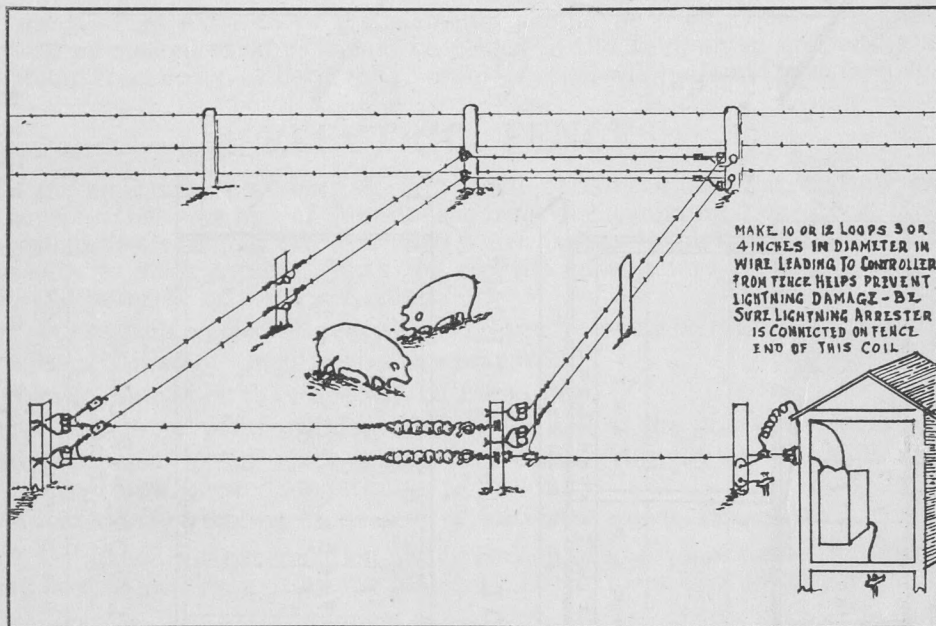 MAKE 10 OR 12 LOOPS 3 OR
4 INCHES IN DIAMETER IN
WIRE LEADING TO CONTROLLER
FROM FENCE HELPS PREVENT
LIGHTNING DAMAGE - BE
SURE LIGHTNING ARRESTER
IS CONNECTED ON FENCE
END OF THIS COIL